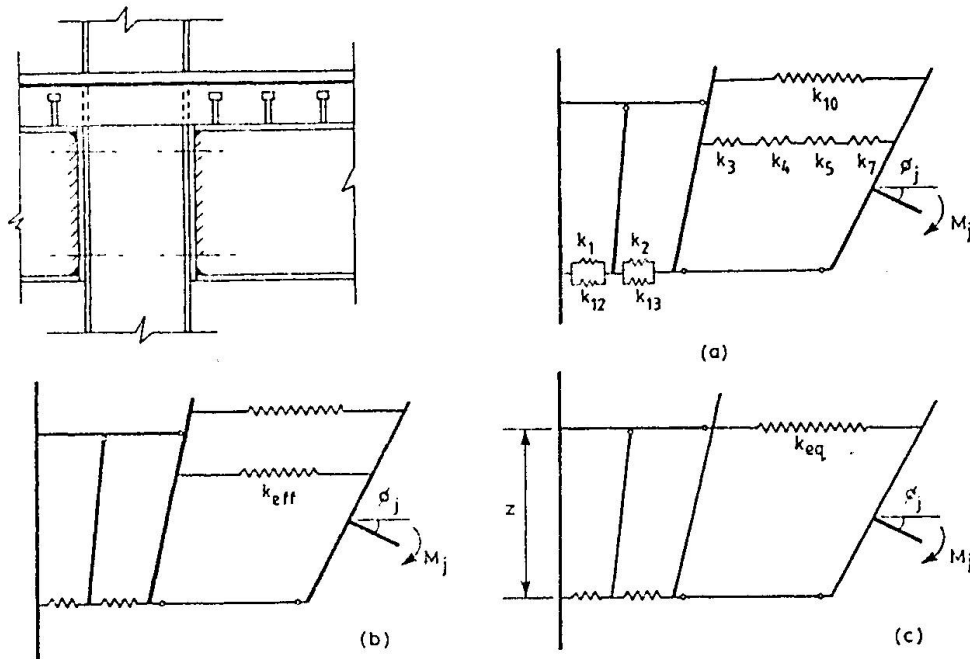 k10
k3 k4 k5 k7
ϕj
Mj
k1 k2
k12 k13
(a)
keff
ϕj
Mj
(b)
z
keq
ϕj
Mj
(c)